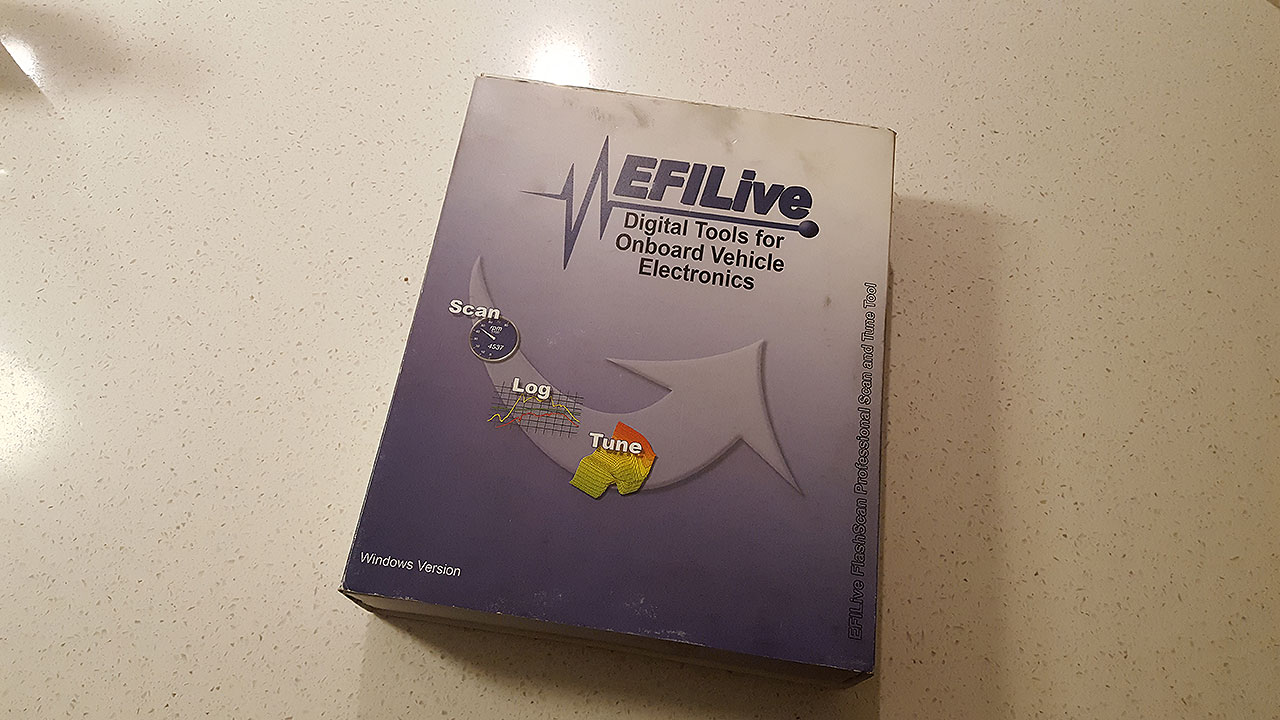 EFILive
Digital Tools for
Onboard Vehicle
Electronics
Scan
rpm
4537
Log
Tune
Windows Version
EFILive FlashScan Professional Scan and Tune Tool